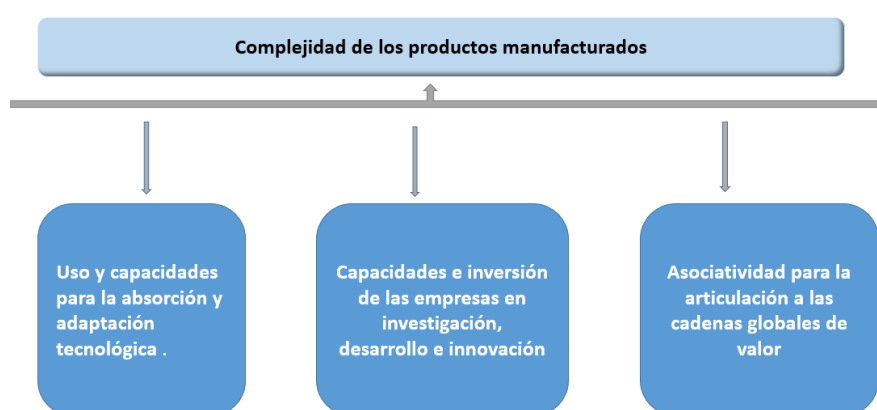 Complejidad de los productos manufacturados
Uso y capacidades
para la absorción y
adaptación
tecnológica .
Capacidades e inversión
de las empresas en
investigación,
desarrollo e innovación
Asociatividad para la
articulación a las
cadenas globales de
valor